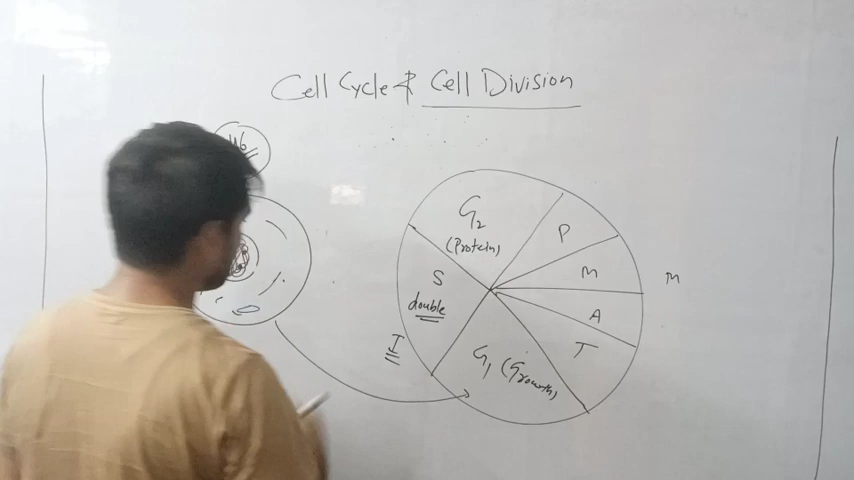 Cell Cycle & Cell Division
G2
(Protein)
P
M
M
S
double
A
T
I
G1 (Growth)